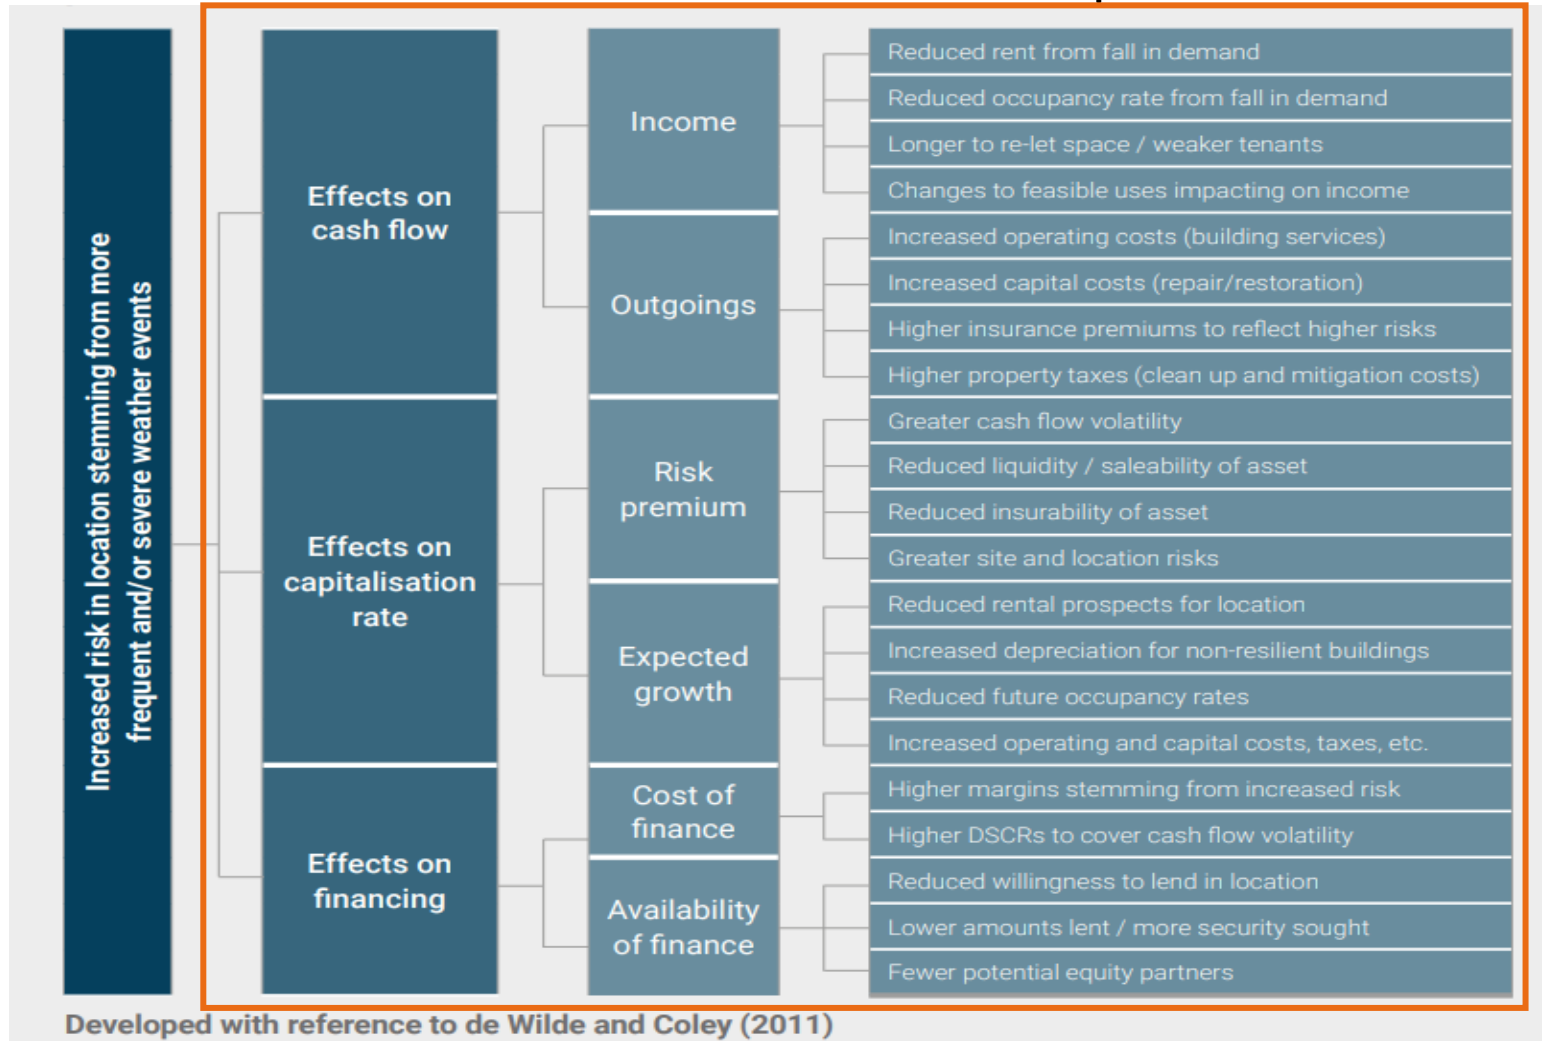 Increased risk in location stemming from more
frequent and/or severe weather events
Effects on
cash flow
Income
Reduced rent from fall in demand
Reduced occupancy rate from fall in demand
Longer to re-let space / weaker tenants
Changes to feasible uses impacting on income
Outgoings
Increased operating costs (building services)
Increased capital costs (repair/restoration)
Higher insurance premiums to reflect higher risks
Higher property taxes (clean up and mitigation costs)
Effects on
capitalisation
rate
Risk
premium
Greater cash flow volatility
Reduced liquidity / saleability of asset
Reduced insurability of asset
Greater site and location risks
Expected
growth
Reduced rental prospects for location
Increased depreciation for non-resilient buildings
Reduced future occupancy rates
Increased operating and capital costs, taxes, etc.
Effects on
financing
Cost of
finance
Higher margins stemming from increased risk
Higher DSCRs to cover cash flow volatility
Availability
of finance
Reduced willingness to lend in location
Lower amounts lent / more security sought
Fewer potential equity partners
Developed with reference to de Wilde and Coley (2011)